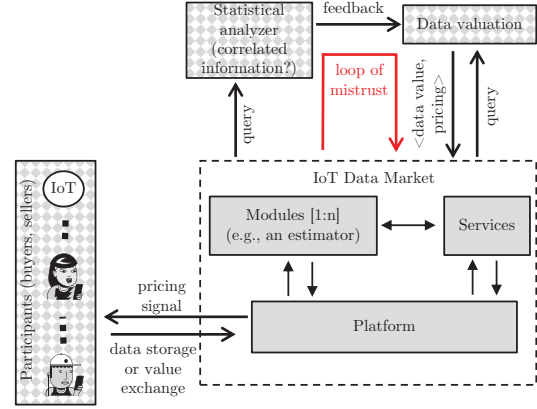 Statistical
analyzer
(correlated
information?)
feedback
Data valuation
query
loop of
mistrust
<data value,
pricing>
query
Participants (buyers, sellers)
IoT
IoT Data Market
Modules [1:n]
(e.g., an estimator)
Services
pricing
signal
Platform
data storage
or value
exchange